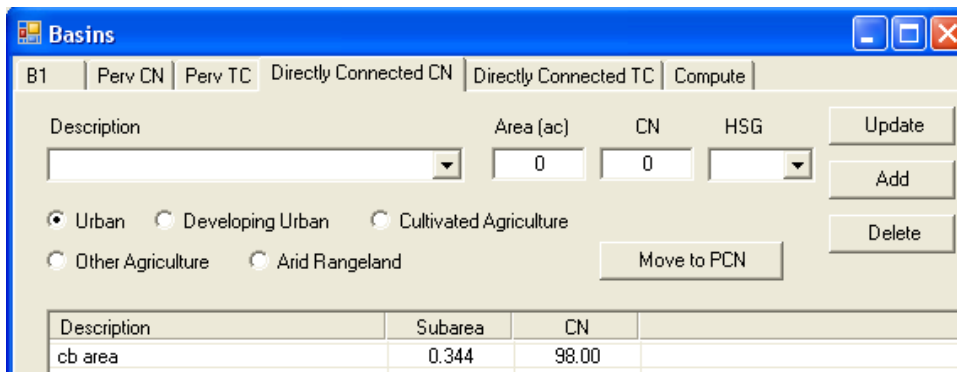 Basins
B1 Perv CN Perv TC Directly Connected CN Directly Connected TC Compute
Description Area (ac) CN HSG Update
0 0
Add
Urban Developing Urban Cultivated Agriculture
Delete
Other Agriculture Arid Rangeland Move to PCN
Description Subarea CN
cb area 0.344 98.00